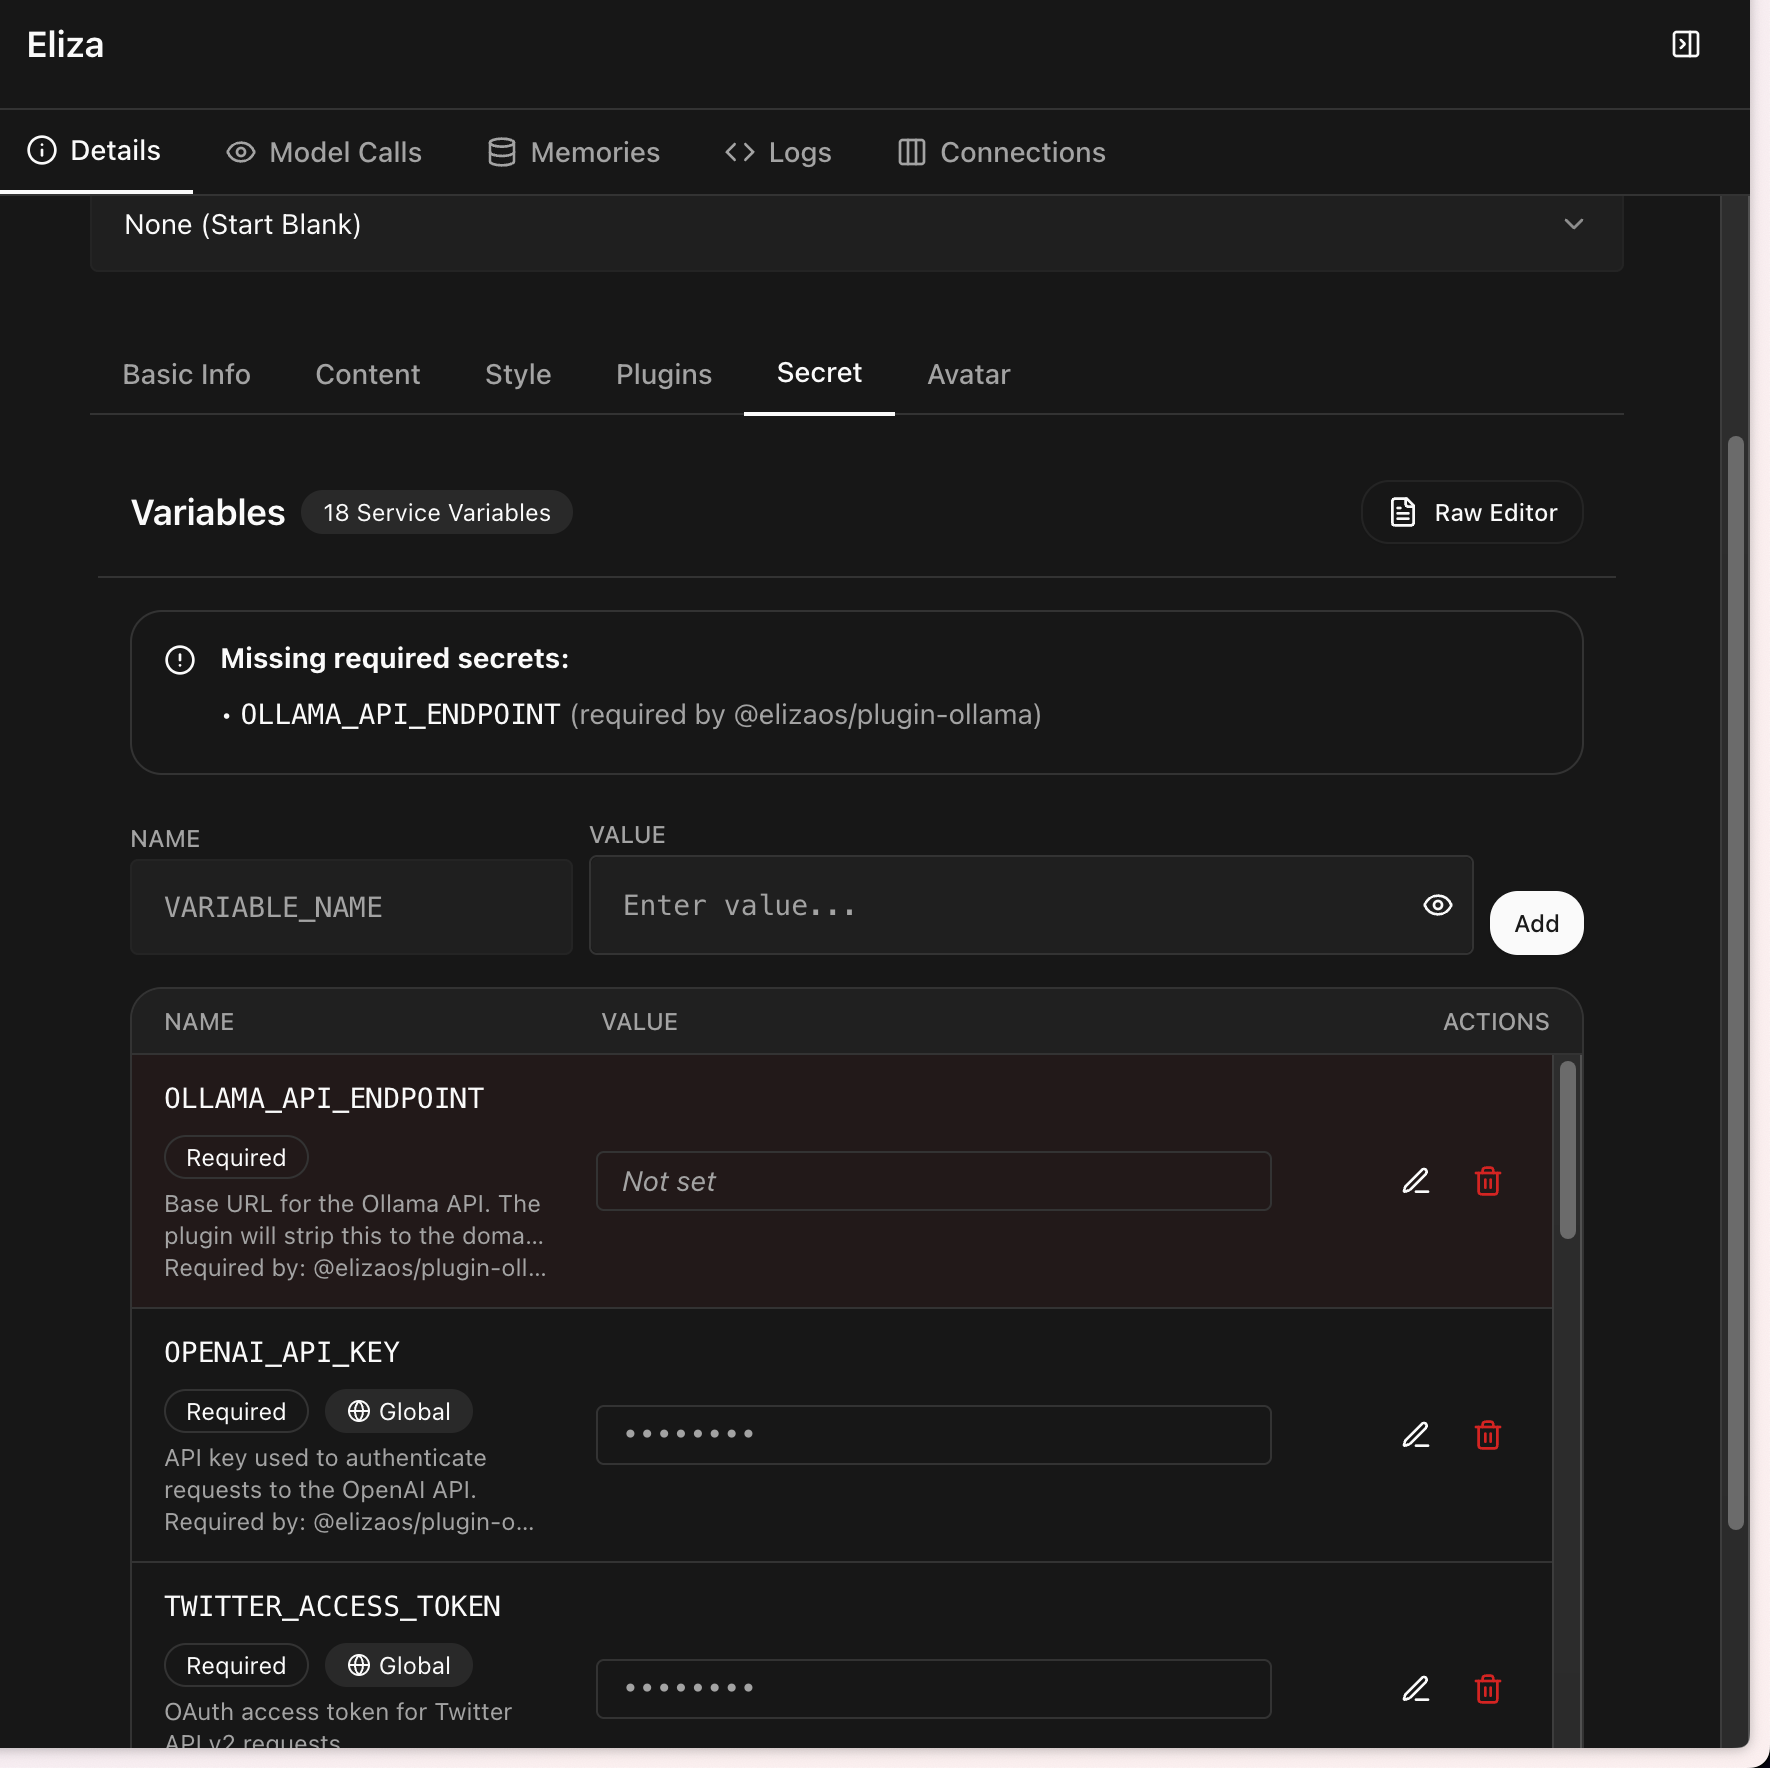 Eliza
Details
Model Calls
Memories
Logs
Connections
None (Start Blank)
Basic Info
Content
Style
Plugins
Secret
Avatar
Variables
18 Service Variables
Raw Editor
Missing required secrets:
• OLLAMA_API_ENDPOINT (required by @elizaos/plugin-ollama)
NAME
VALUE
VARIABLE_NAME
Enter value...
Add
NAME
VALUE
ACTIONS
OLLAMA_API_ENDPOINT
Required
Base URL for the Ollama API. The
plugin will strip this to the doma...
Required by: @elizaos/plugin-oll...
Not set
OPENAI_API_KEY
Required
Global
API key used to authenticate
requests to the OpenAI API.
Required by: @elizaos/plugin-o...
••••••••
TWITTER_ACCESS_TOKEN
Required
Global
OAuth access token for Twitter
API v2 requests
••••••••